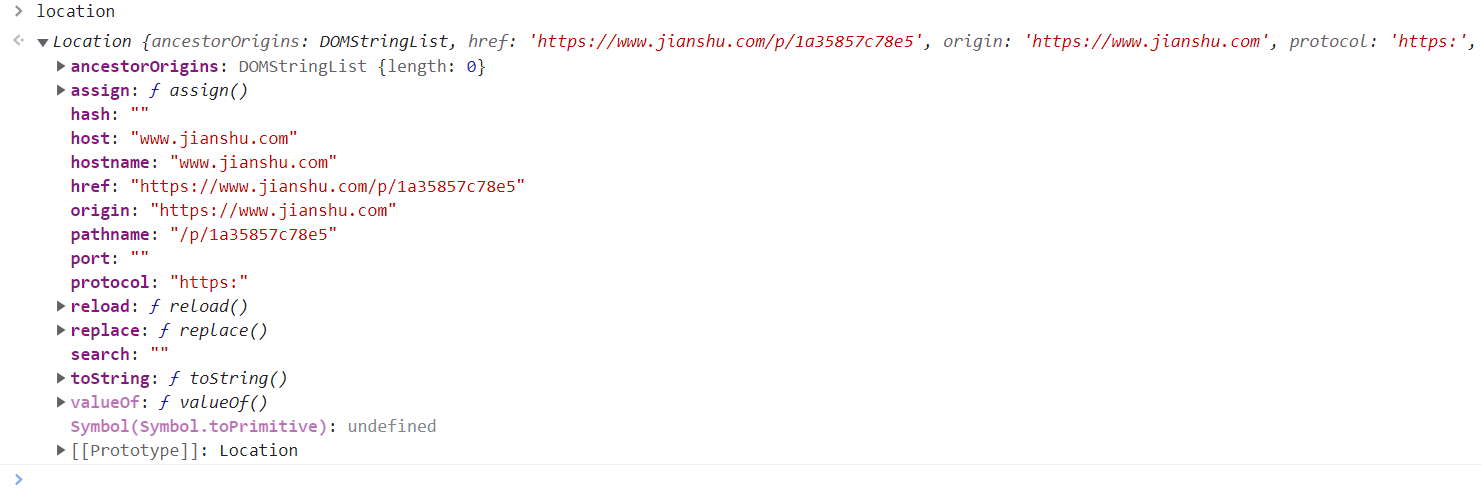 location
Location {ancestorOrigins: DOMStringList, href: 'https://www.jianshu.com/p/1a35857c78e5', origin: 'https://www.jianshu.com', protocol: 'https:',
ancestorOrigins: DOMStringList {length: 0}
assign: ƒ assign()
hash: ""
host: "www.jianshu.com"
hostname: "www.jianshu.com"
href: "https://www.jianshu.com/p/1a35857c78e5"
origin: "https://www.jianshu.com"
pathname: "/p/1a35857c78e5"
port: ""
protocol: "https:"
reload: ƒ reload()
replace: ƒ replace()
search: ""
toString: ƒ toString()
valueOf: ƒ valueOf()
Symbol(Symbol.toPrimitive): undefined
[[Prototype]]: Location